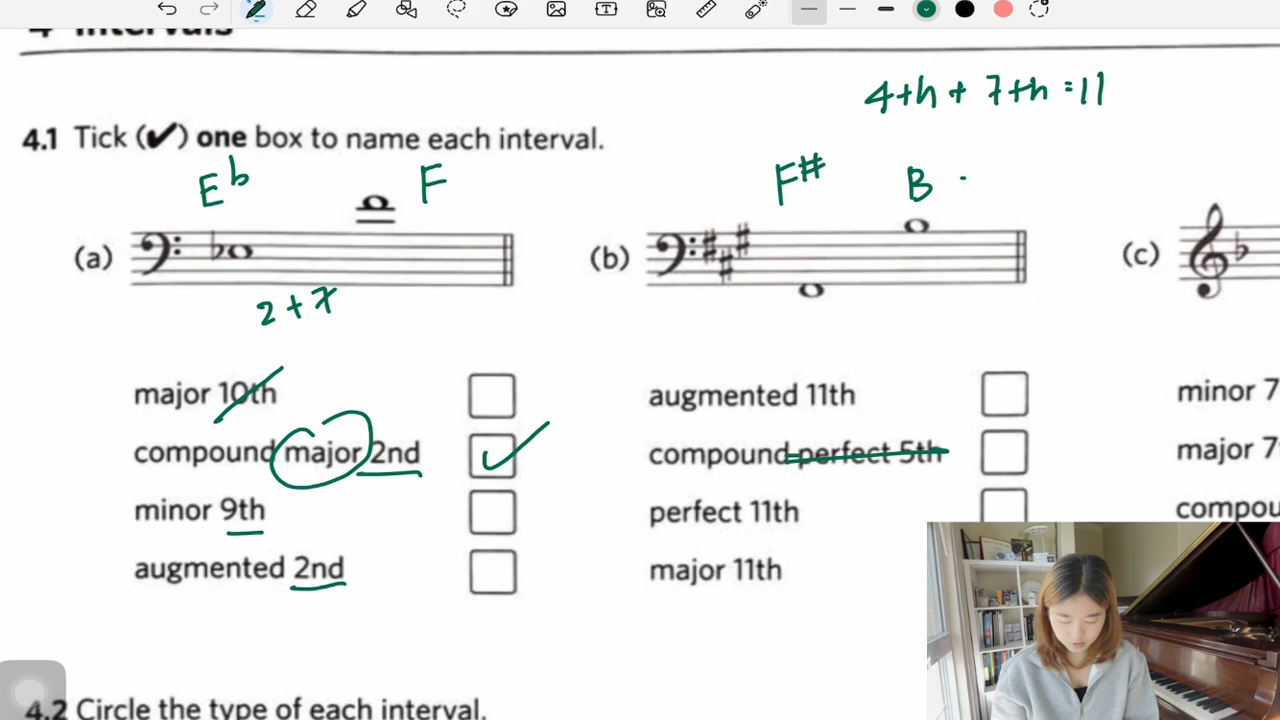 4 Intervals
4th + 7th = 11
4.1 Tick (✔) one box to name each interval.
E♭ F F# B
(a) (b) (c)
2 + 7
major 10th
compound major 2nd ✓
minor 9th
augmented 2nd
augmented 11th
compound perfect 5th
perfect 11th
major 11th
minor 7
major 7
compou
4.2 Circle the type of each interval.